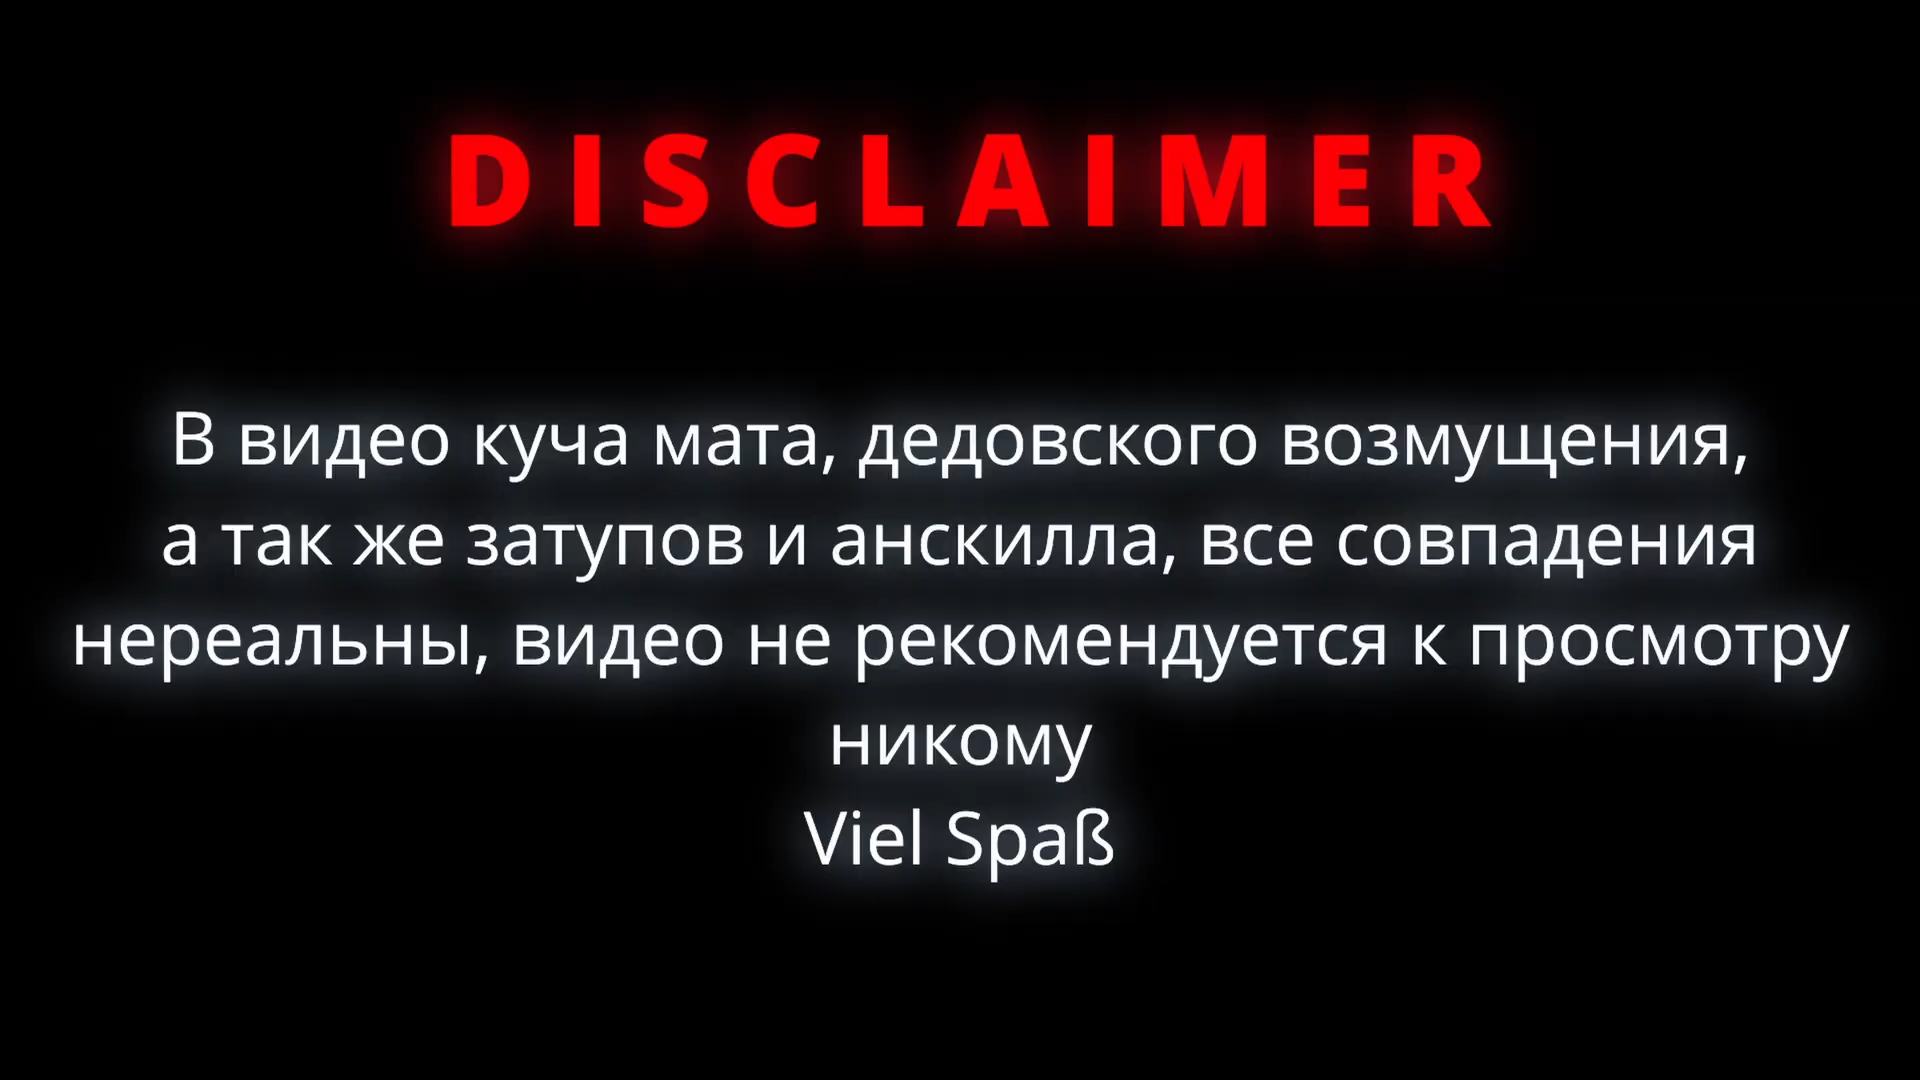 DISCLAIMER
В видео куча мата, дедовского возмущения,
а так же затупов и анскилла, все совпадения
нереальны, видео не рекомендуется к просмотру
никому
Viel Spaß